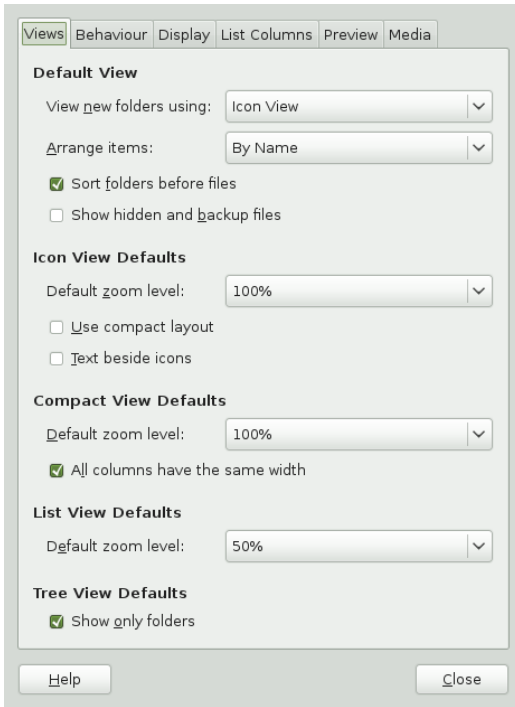 Views Behaviour Display List Columns Preview Media
Default View
View new folders using: Icon View
Arrange items: By Name
Sort folders before files
Show hidden and backup files
Icon View Defaults
Default zoom level: 100%
Use compact layout
Text beside icons
Compact View Defaults
Default zoom level: 100%
All columns have the same width
List View Defaults
Default zoom level: 50%
Tree View Defaults
Show only folders
Help Close